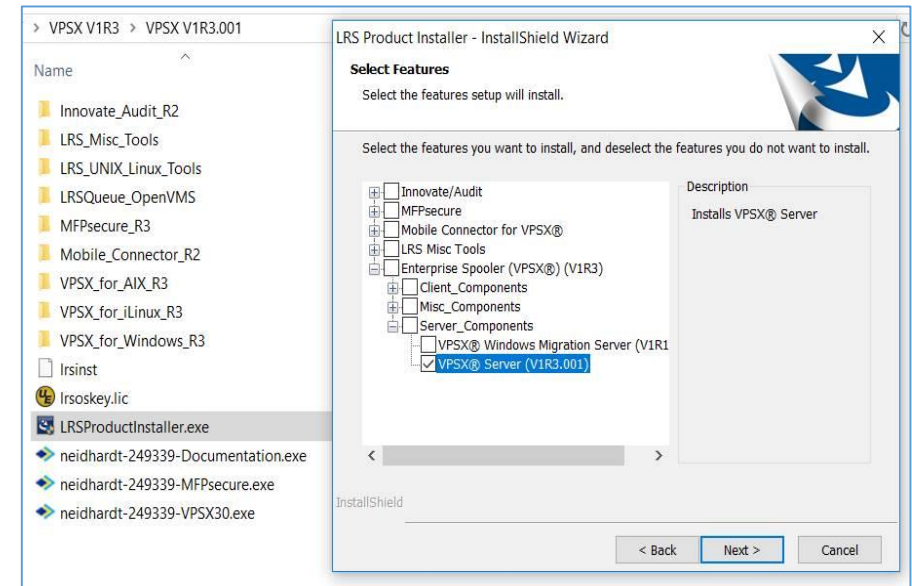 > VPSX V1R3 > VPSX V1R3.001
Name
Innovate_Audit_R2
LRS_Misc_Tools
LRS_UNIX_Linux_Tools
LRSQueue_OpenVMS
MFPsecure_R3
Mobile_Connector_R2
VPSX_for_AIX_R3
VPSX_for_iLinux_R3
VPSX_for_Windows_R3
lrsinst
lrsoskey.lic
LRSProductInstaller.exe
neidhardt-249339-Documentation.exe
neidhardt-249339-MFPsecure.exe
neidhardt-249339-VPSX30.exe
LRS Product Installer - InstallShield Wizard
Select Features
Select the features setup will install.
Select the features you want to install, and deselect the features you do not want to install.
Innovate/Audit
MFPsecure
Mobile Connector for VPSX®
LRS Misc Tools
Enterprise Spooler (VPSX®) (V1R3)
Client_Components
Misc_Components
Server_Components
VPSX® Windows Migration Server (V1R1
VPSX® Server (V1R3.001)
Description
Installs VPSX® Server
InstallShield
< Back
Next >
Cancel